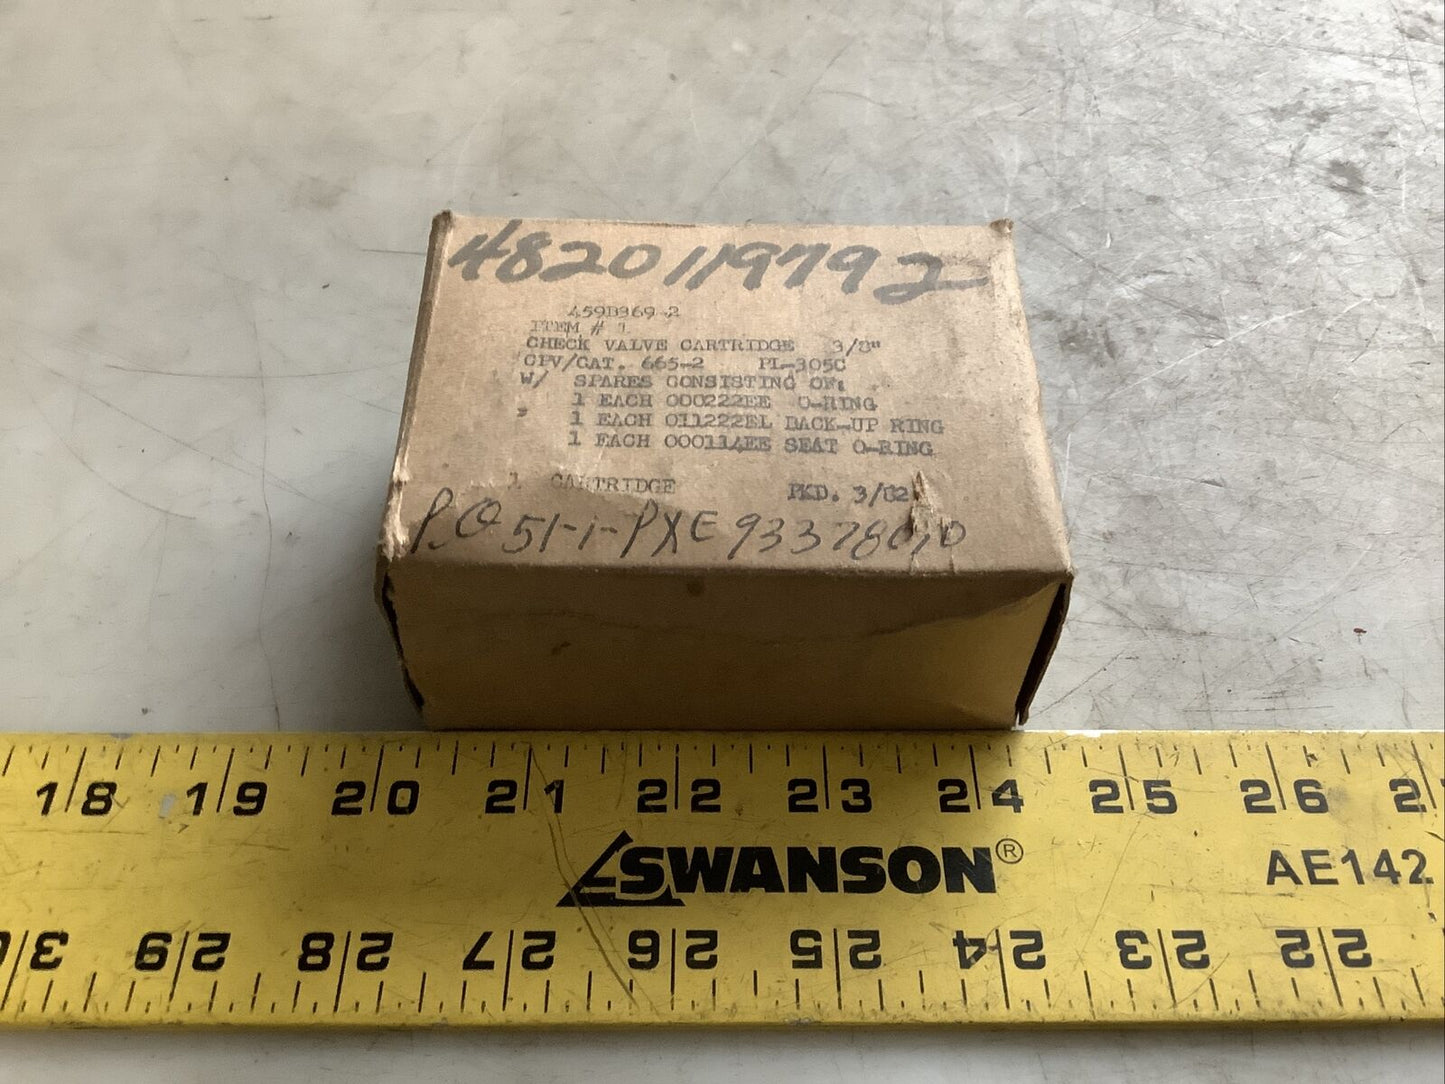 4820119792
459B369-2
ITEM # 1
CHECK VALVE CARTRIDGE 3/8"
CPV/CAT. 665-2 PL-305C
W/ SPARES CONSISTING OF:
1 EACH 000222EE O-RING
" 1 EACH 011222EL BACK-UP RING
1 EACH 000114EE SEAT O-RING
1 CARTRIDGE PKD. 3/82
P.O 51-1-PXE
18 19 20 21 22 23 24 25 26 2
SWANSON® AE142
30 29 28 27 26 25 24 23 22